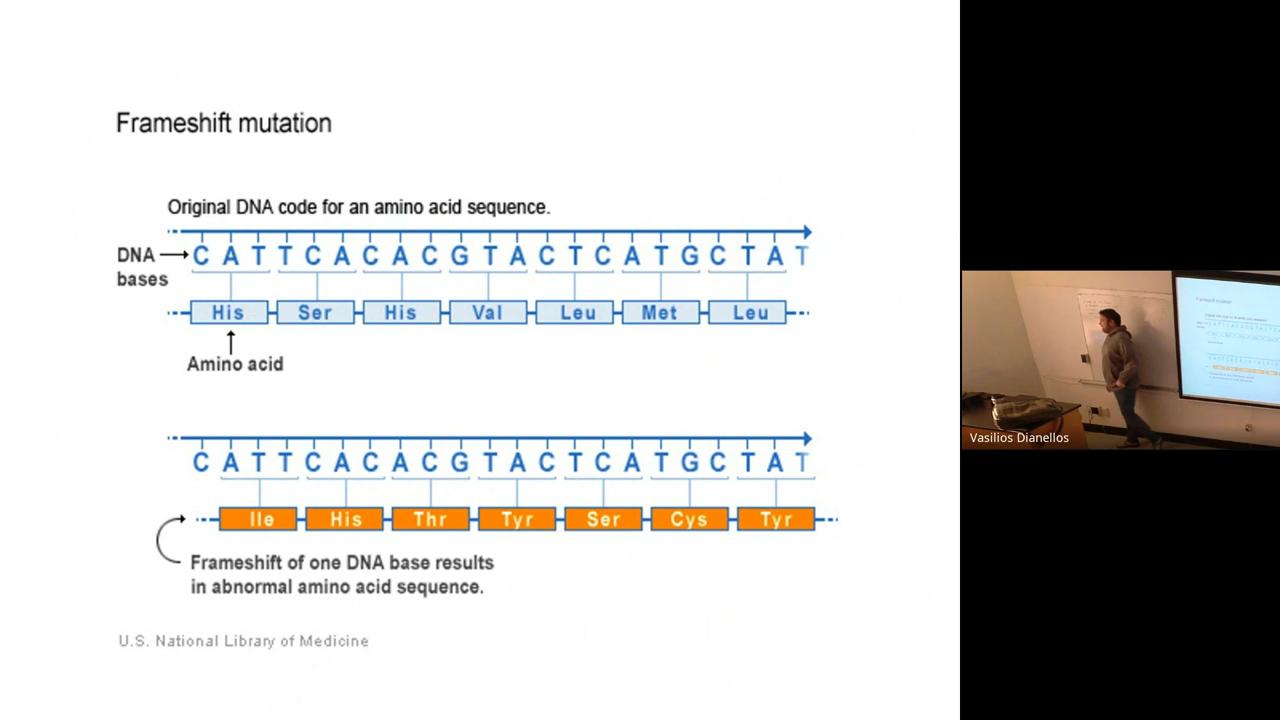 Frameshift mutation
Original DNA code for an amino acid sequence.
DNA bases
C A T T C A C A C G T A C T C A T G C T A T
His Ser His Val Leu Met Leu
Amino acid
C A T T C A C A C G T A C T C A T G C T A T
Ile His Thr Tyr Ser Cys Tyr
Frameshift of one DNA base results
in abnormal amino acid sequence.
U.S. National Library of Medicine
Vasilios Dianellos